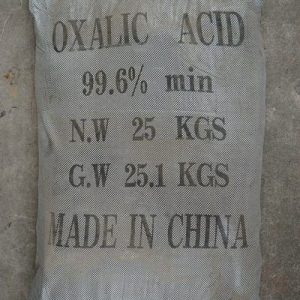 OXALIC ACID
99.6% min
N.W 25 KGS
G.W 25.1 KGS
MADE IN CHINA